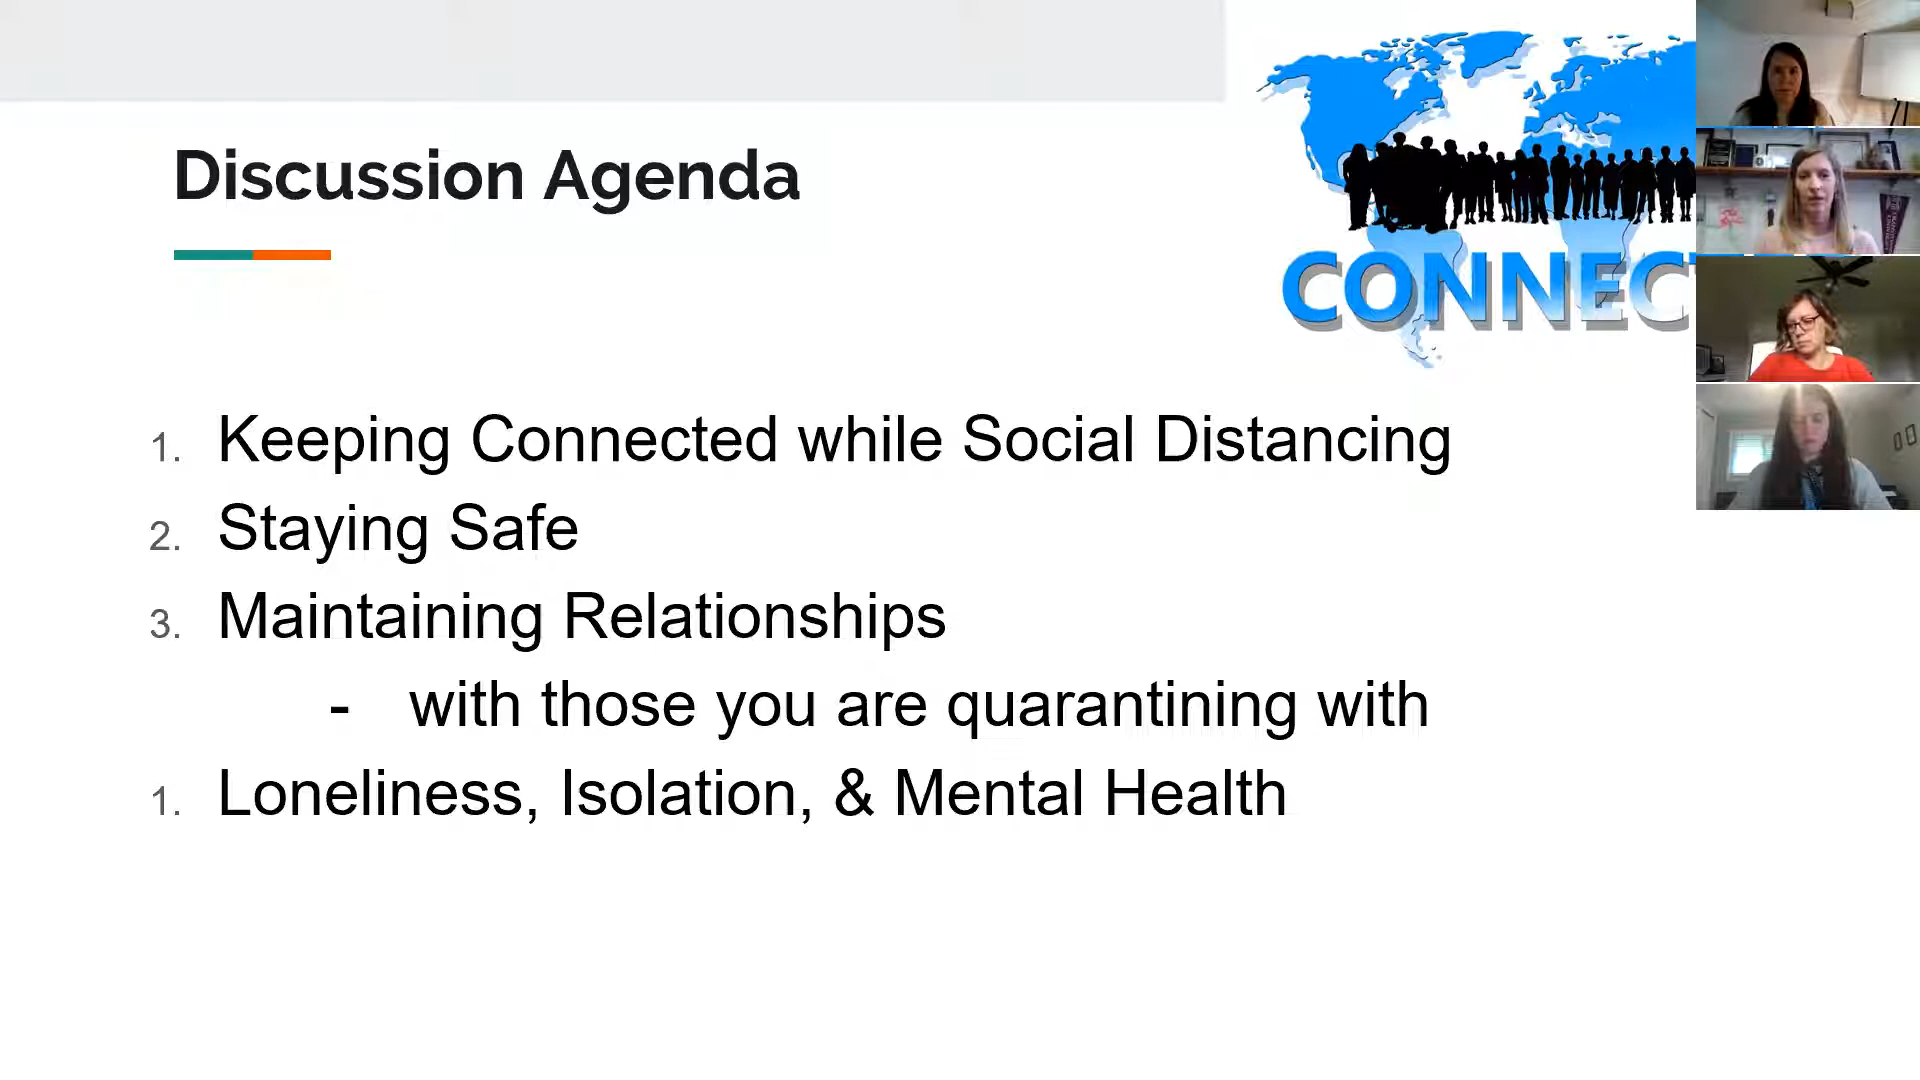 Discussion Agenda
CONNEC
1. Keeping Connected while Social Distancing
2. Staying Safe
3. Maintaining Relationships
- with those you are quarantining with
1. Loneliness, Isolation, & Mental Health